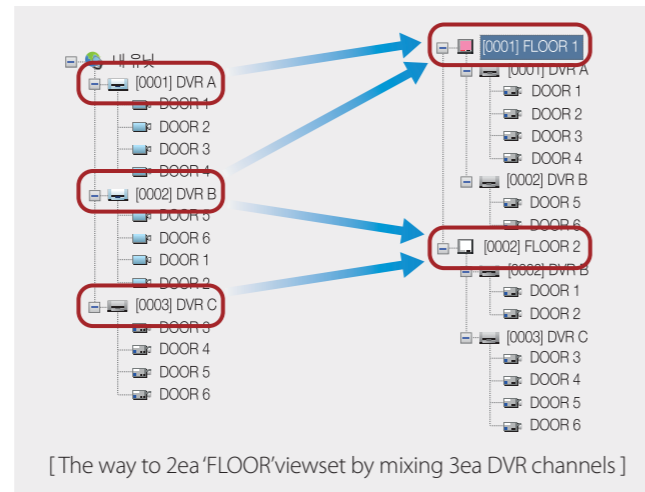 내 유닛
[0001] DVR A
DOOR 1
DOOR 2
DOOR 3
DOOR 4
[0002] DVR B
DOOR 5
DOOR 6
DOOR 1
DOOR 2
[0003] DVR C
DOOR 3
DOOR 4
DOOR 5
DOOR 6
[0001] FLOOR 1
[0001] DVR A
DOOR 1
DOOR 2
DOOR 3
DOOR 4
[0002] DVR B
DOOR 5
DOOR 6
[0002] FLOOR 2
[0002] DVR B
DOOR 1
DOOR 2
[0003] DVR C
DOOR 3
DOOR 4
DOOR 5
DOOR 6
[ The way to 2ea 'FLOOR'viewset by mixing 3ea DVR channels ]